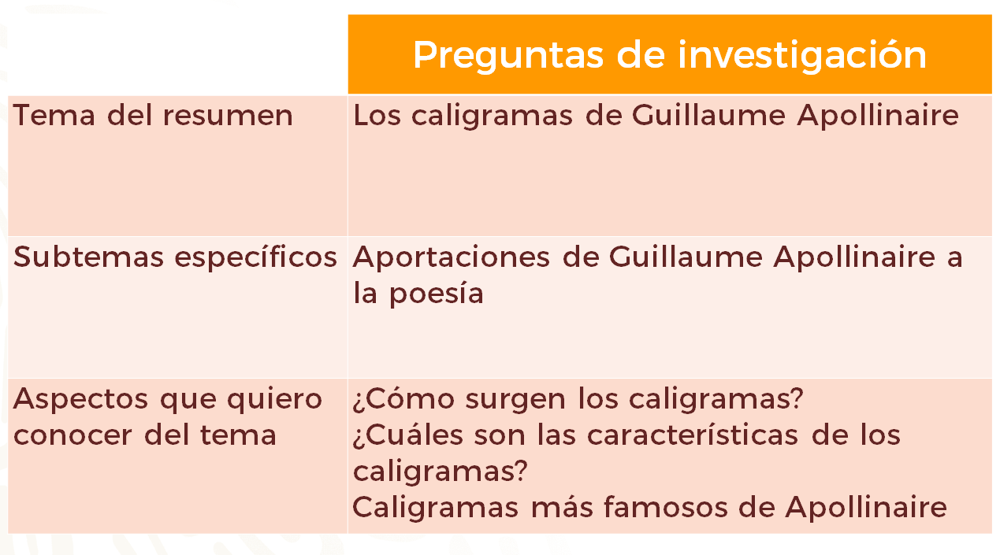 Preguntas de investigación
Tema del resumen
Los caligramas de Guillaume Apollinaire
Subtemas específicos
Aportaciones de Guillaume Apollinaire a
la poesía
Aspectos que quiero
conocer del tema
¿Cómo surgen los caligramas?
¿Cuáles son las características de los
caligramas?
Caligramas más famosos de Apollinaire